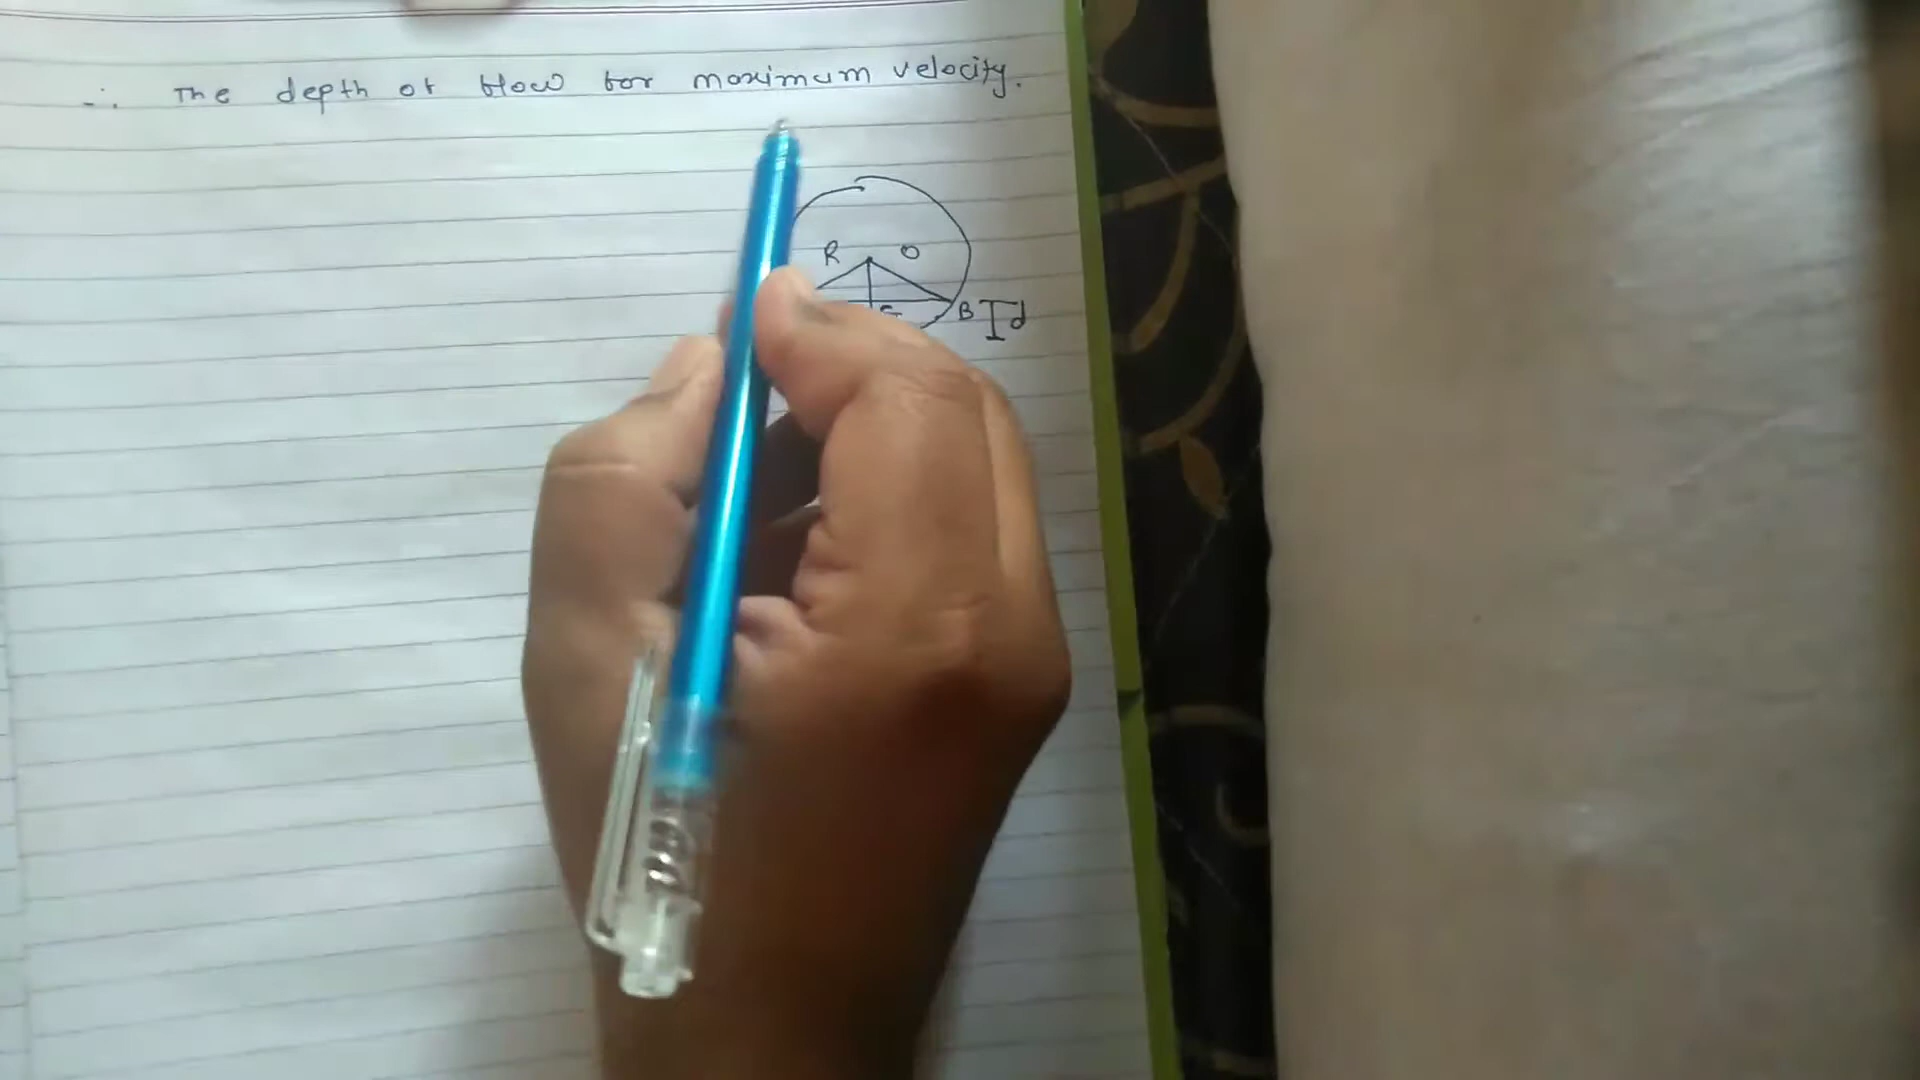 ∴ The depth of flow for maximum velocity.
R O
B d